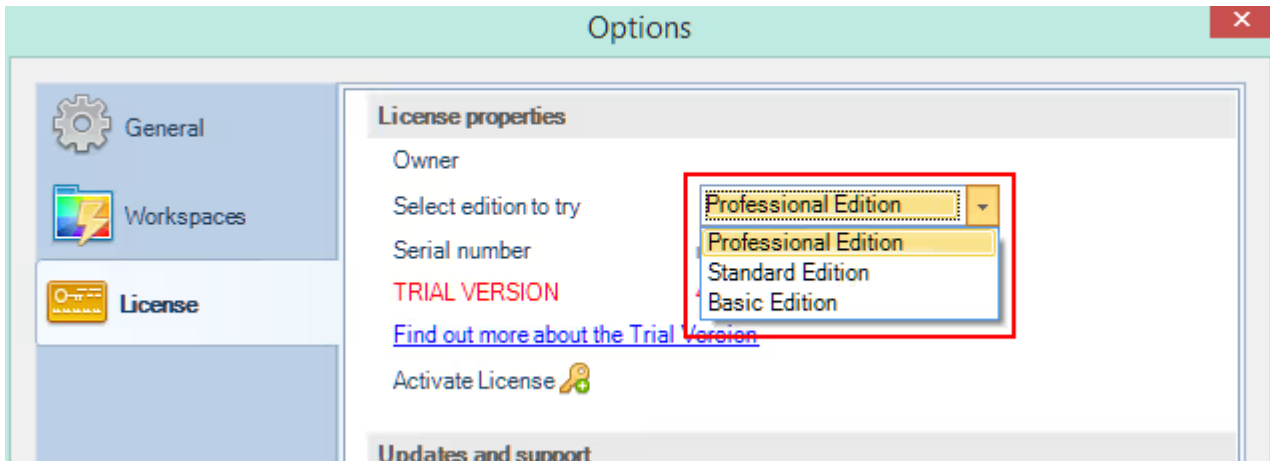 Options
General
Workspaces
License
License properties
Owner
Select edition to try
Professional Edition
Professional Edition
Standard Edition
Basic Edition
Serial number
TRIAL VERSION
Find out more about the Trial Version
Activate License
Updates and support